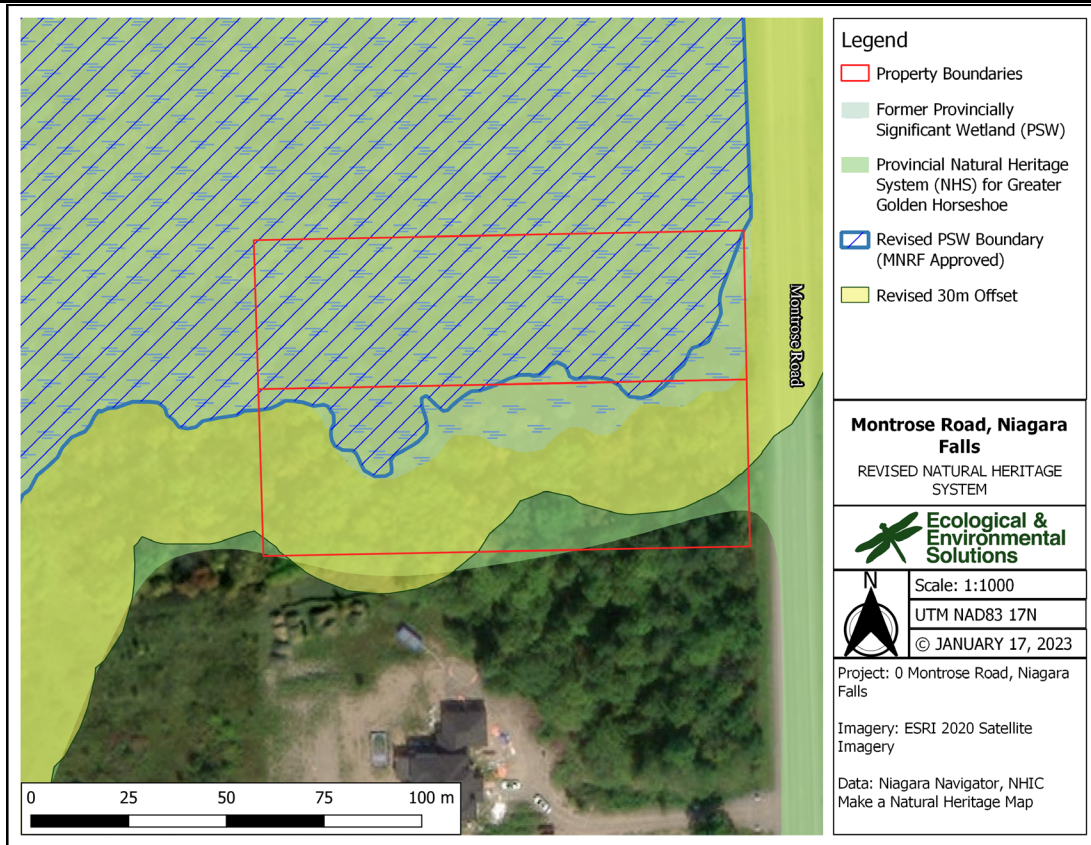 Montrose Road
0 25 50 75 100 m
Legend
Property Boundaries
Former Provincially
Significant Wetland (PSW)
Provincial Natural Heritage
System (NHS) for Greater
Golden Horseshoe
Revised PSW Boundary
(MNRF Approved)
Revised 30m Offset
Montrose Road, Niagara
Falls
REVISED NATURAL HERITAGE
SYSTEM
Ecological &
Environmental
Solutions
N
Scale: 1:1000
UTM NAD83 17N
© JANUARY 17, 2023
Project: 0 Montrose Road, Niagara
Falls
Imagery: ESRI 2020 Satellite
Imagery
Data: Niagara Navigator, NHIC
Make a Natural Heritage Map